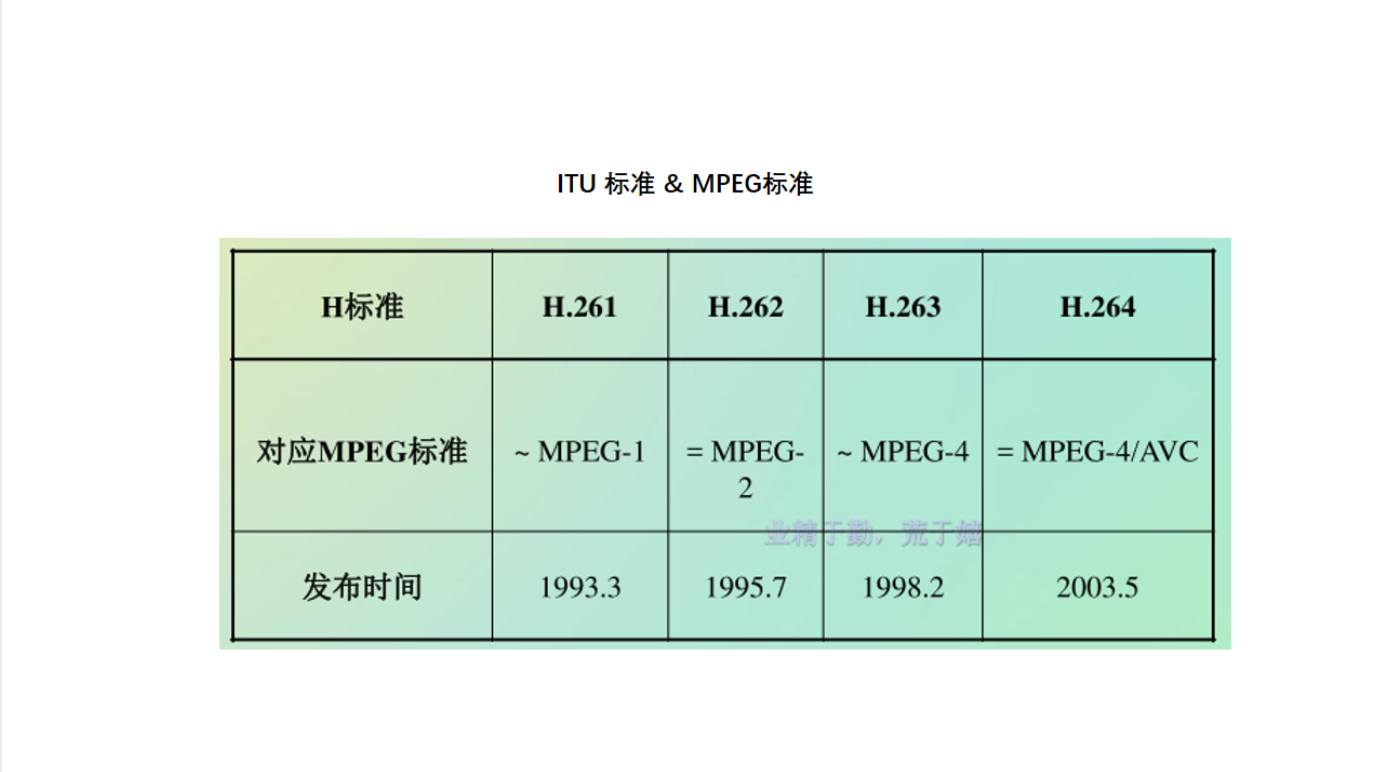 ITU 标准 & MPEG标准
H标准 H.261 H.262 H.263 H.264
对应MPEG标准 ~ MPEG-1 = MPEG- ~ MPEG-4 = MPEG-4/AVC
2
业精于勤，荒于嬉
发布时间 1993.3 1995.7 1998.2 2003.5